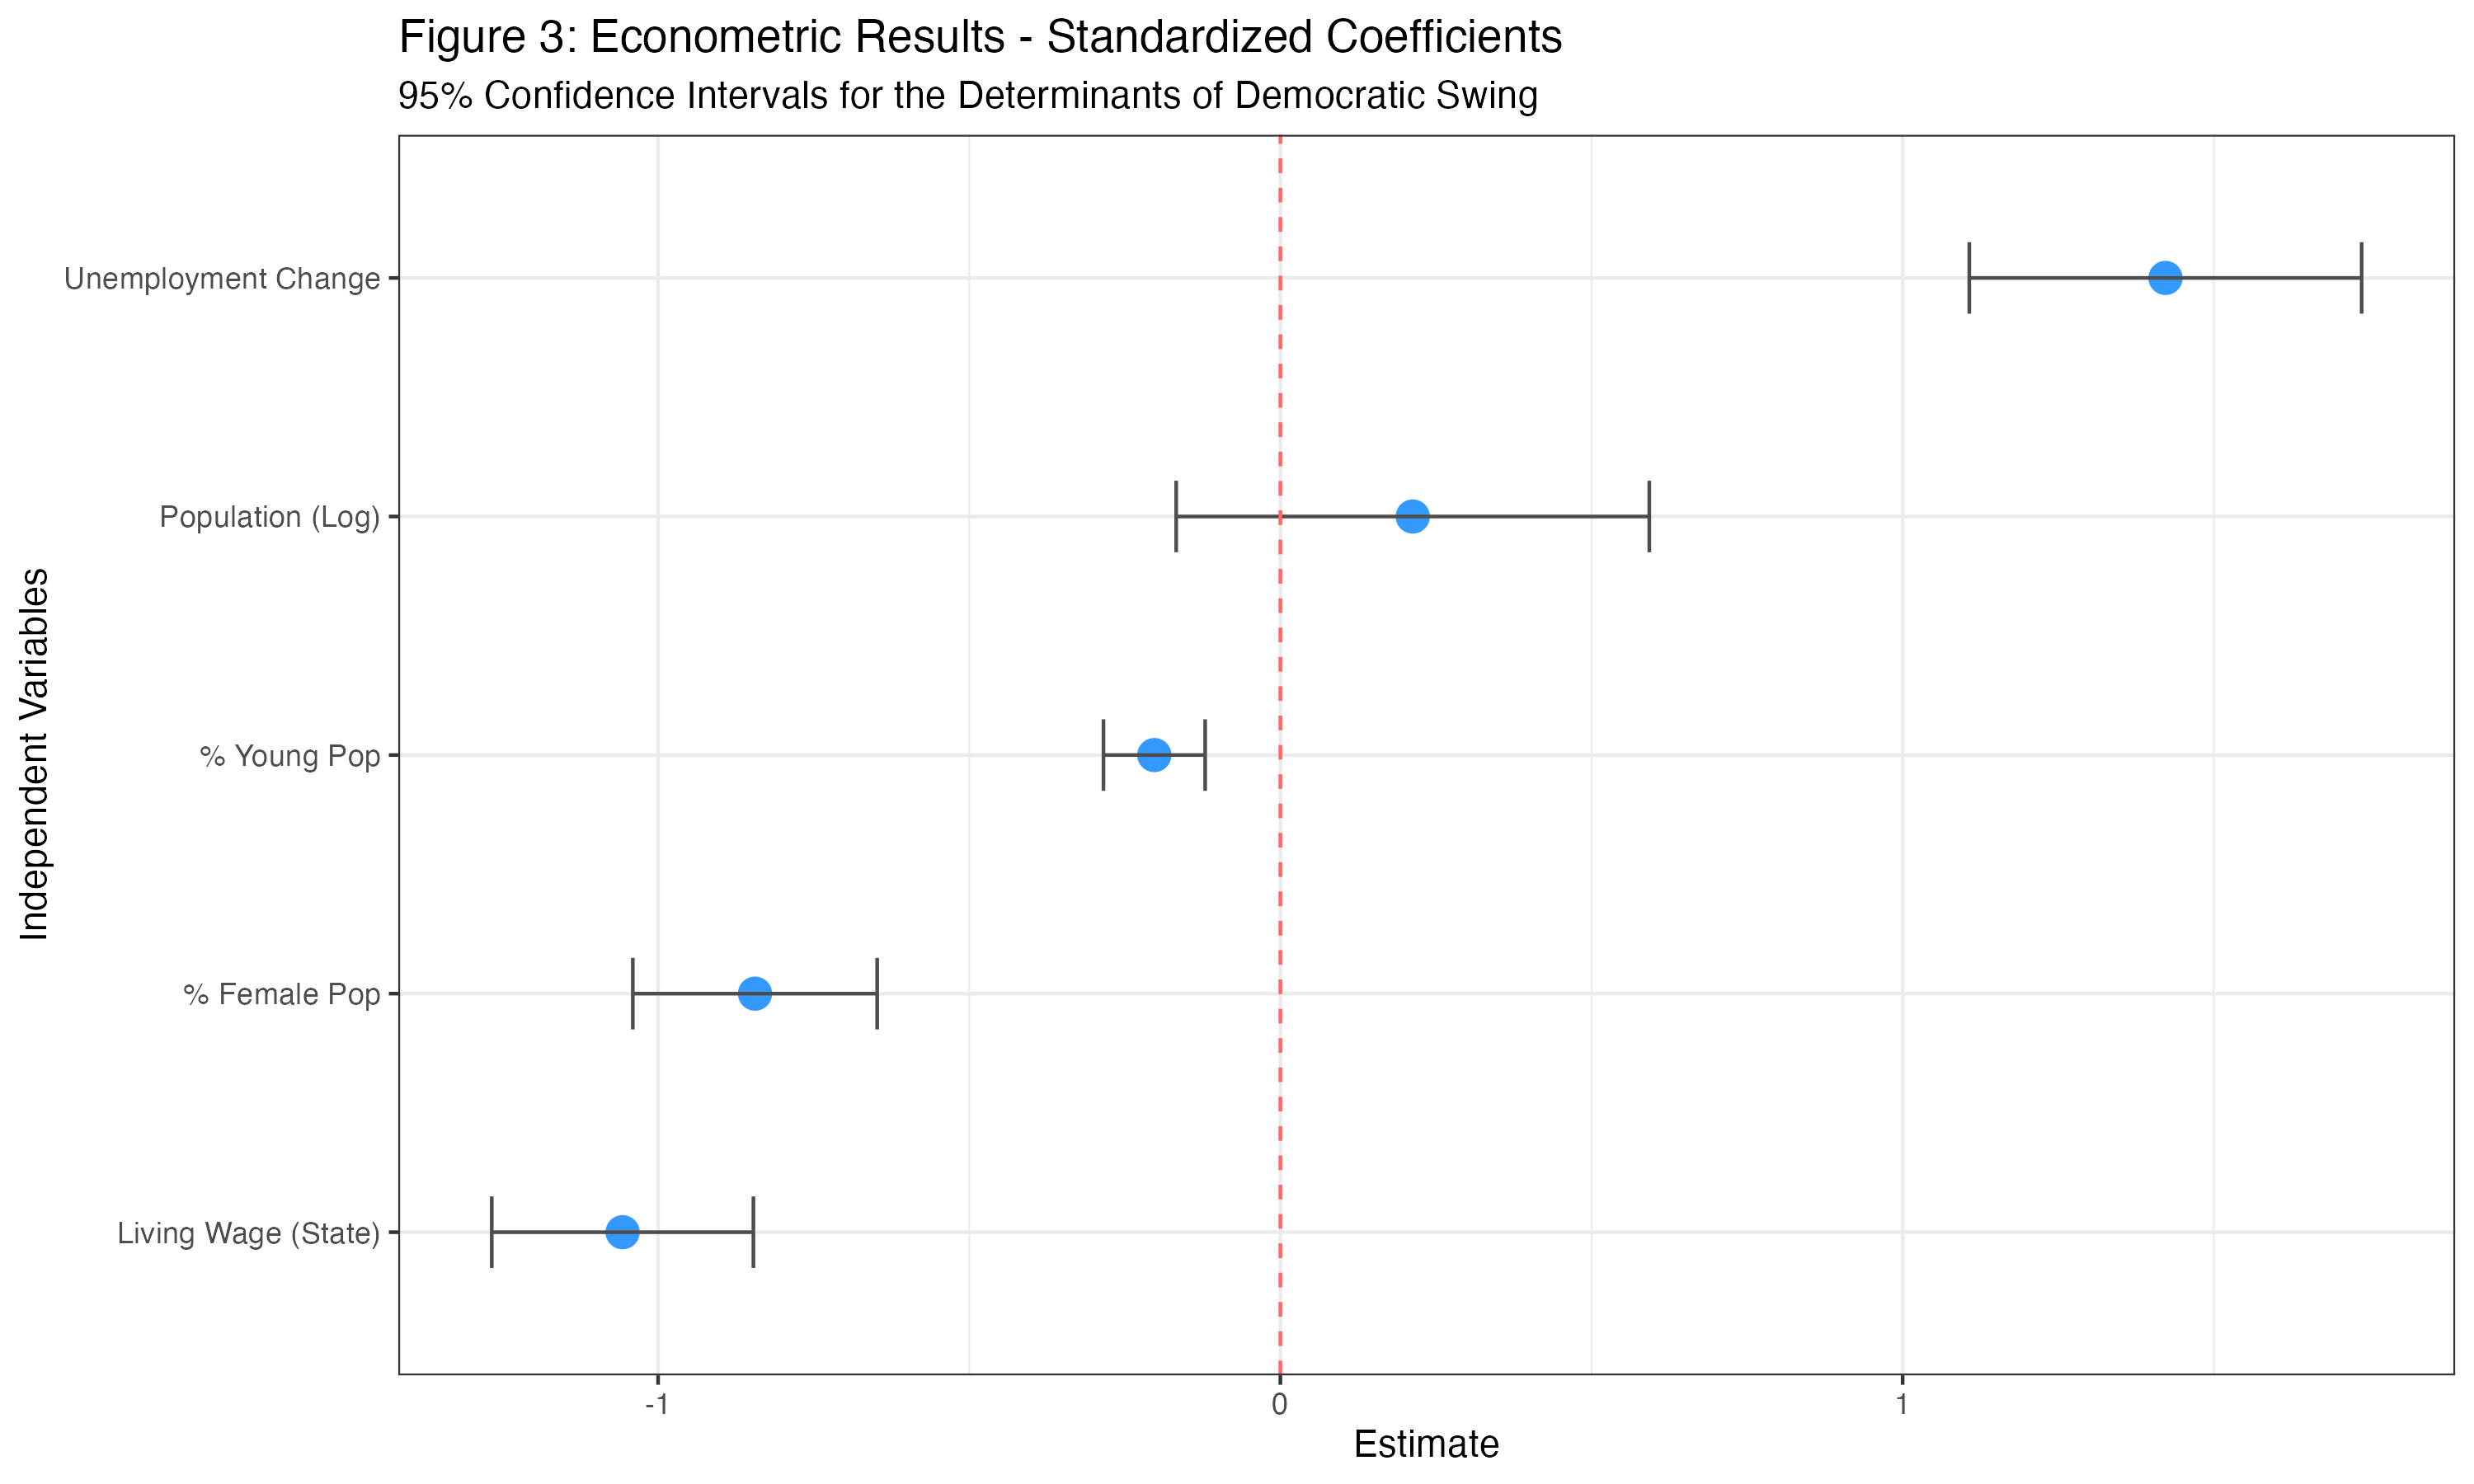 Figure 3: Econometric Results - Standardized Coefficients
95% Confidence Intervals for the Determinants of Democratic Swing
Independent Variables
Unemployment Change
Population (Log)
% Young Pop
% Female Pop
Living Wage (State)
-1
0
1
Estimate